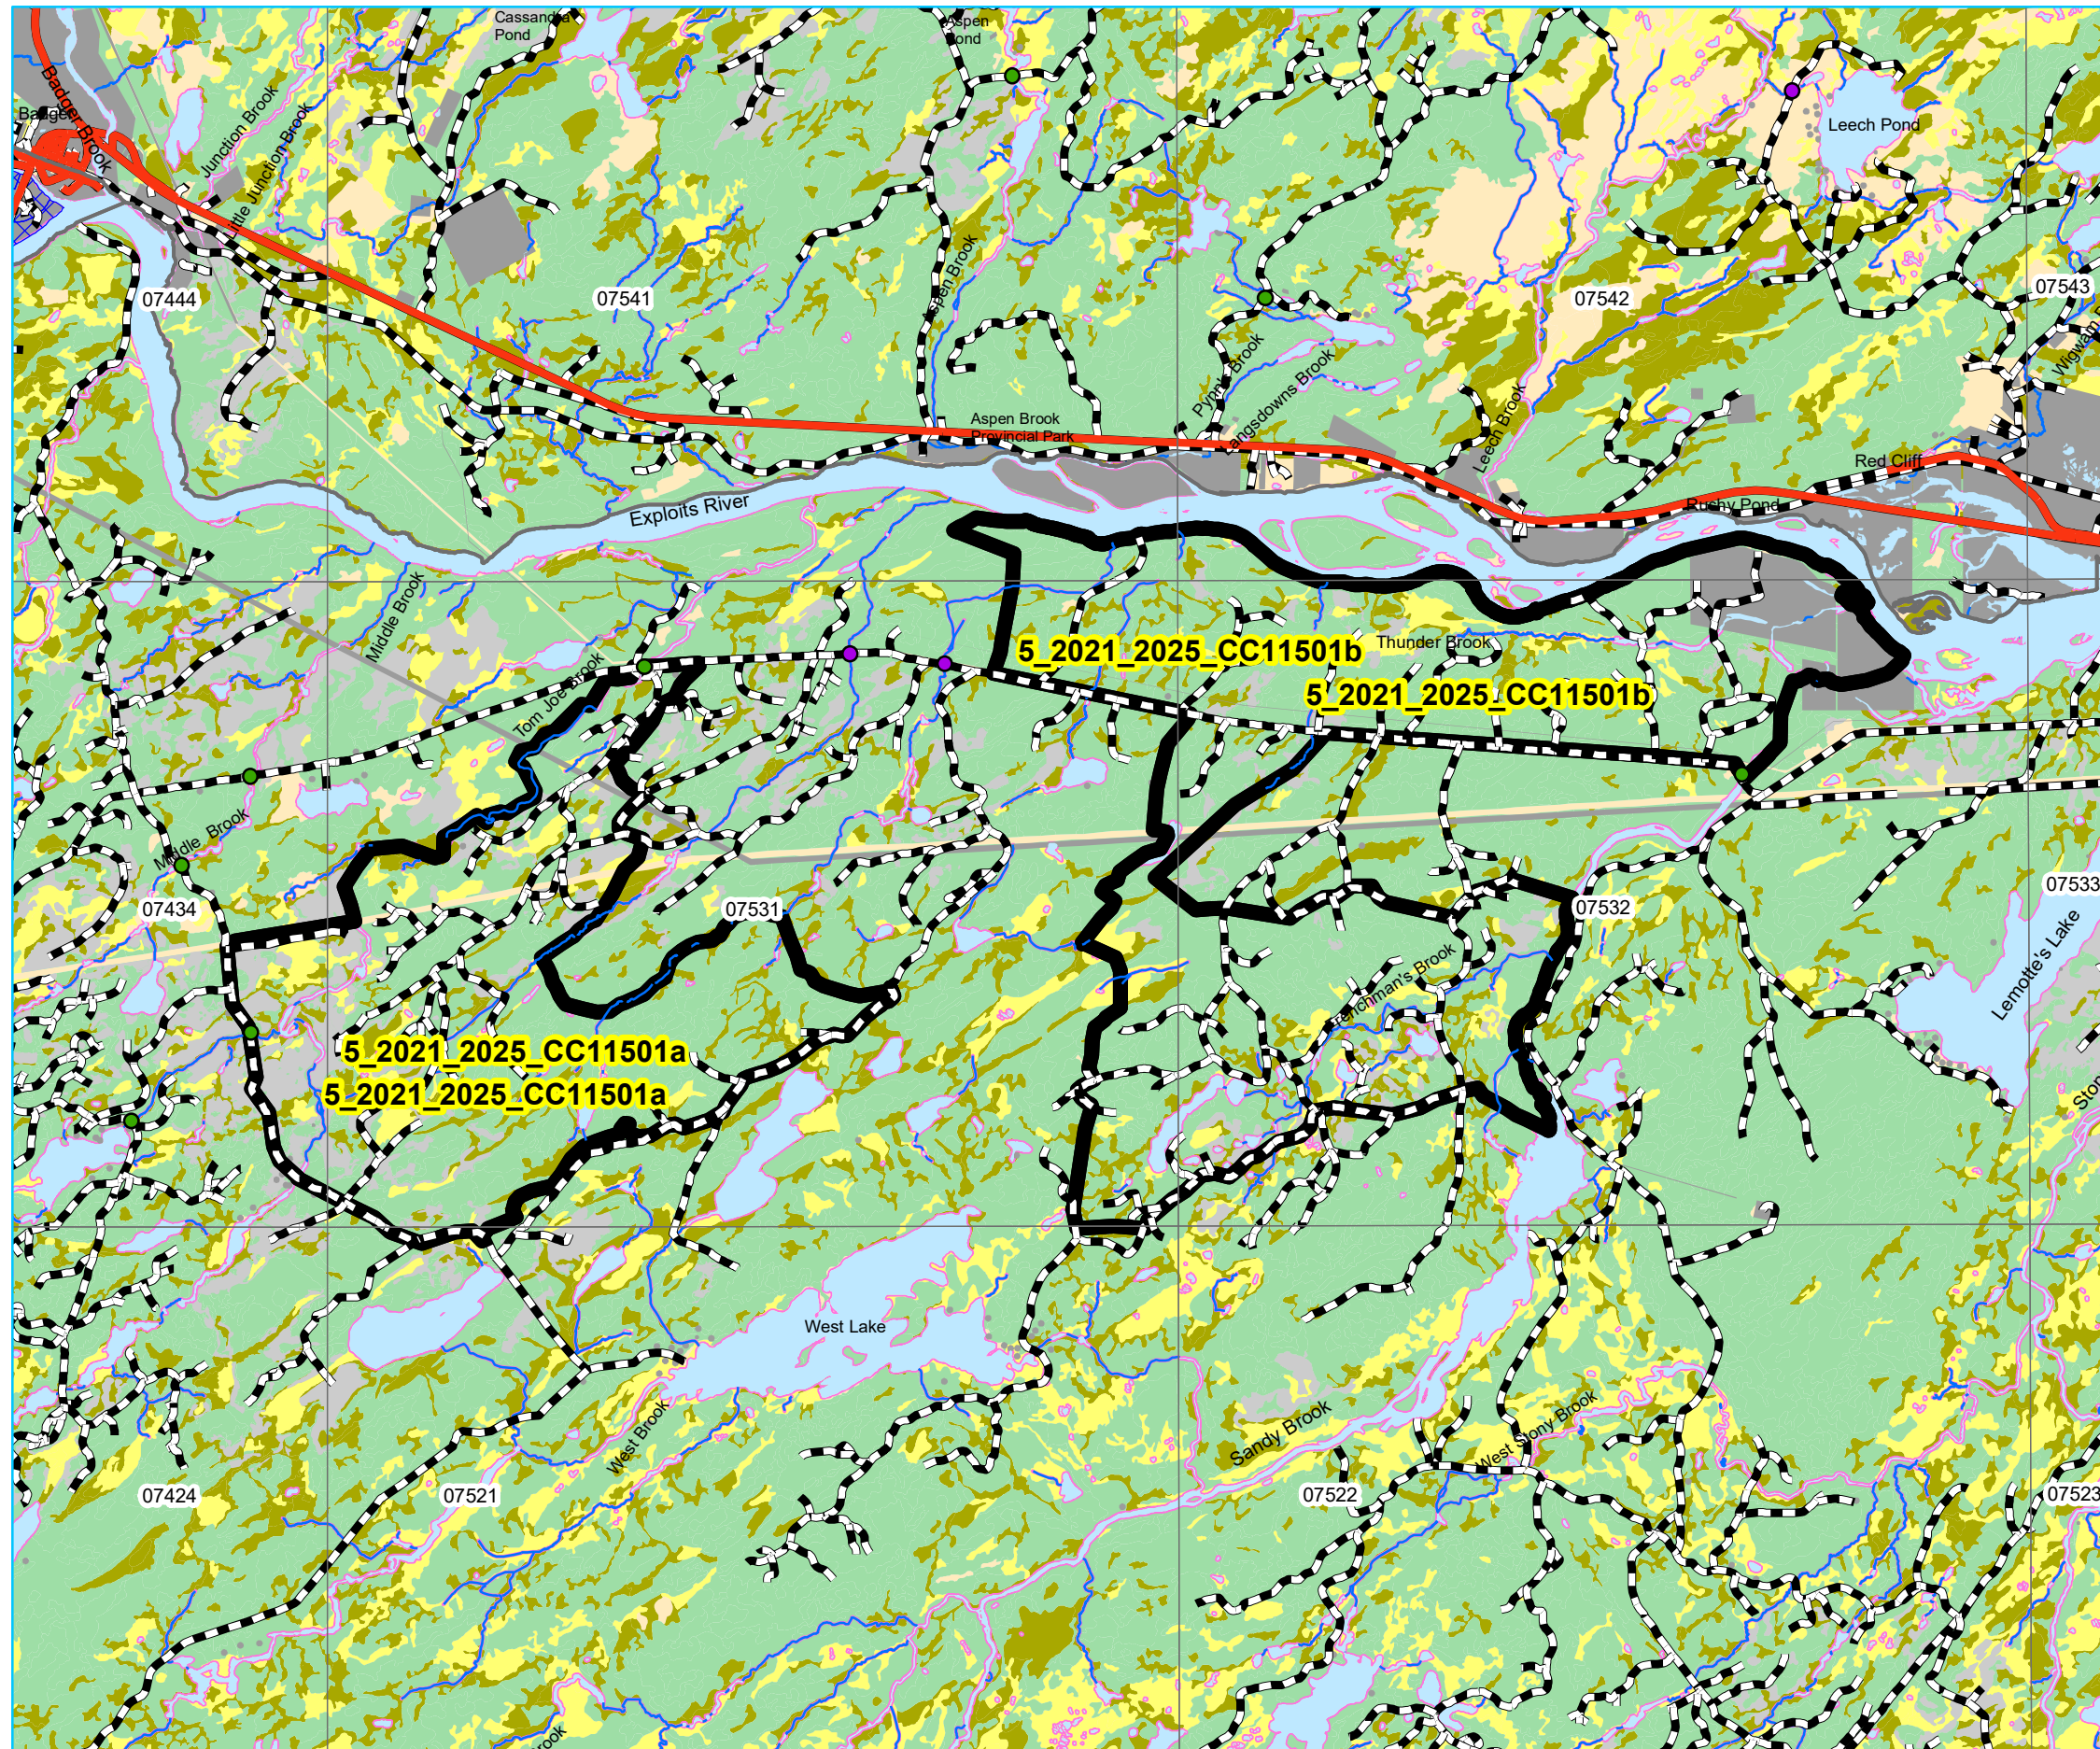 Cassandra
Pond
Aspen
Pond
Badger
Badger Brook
Junction Brook
Little Junction Brook
Leech Pond
07444
07541
07542
07543
Aspen Brook
Pynn's Brook
Langsdowns Brook
Leech Brook
Aspen Brook
Provincial Park
Red Cliff
Rushy Pond
Exploits River
Middle Brook
Tom Joe Brook
5_2021_2025_CC11501b
Thunder Brook
5_2021_2025_CC11501b
Middle Brook
07434
07531
07532
07533
Lemotte's Lake
Frenchman's Brook
5_2021_2025_CC11501a
5_2021_2025_CC11501a
West Lake
West Brook
Sandy Brook
West Stony Brook
07424
07521
07522
07523